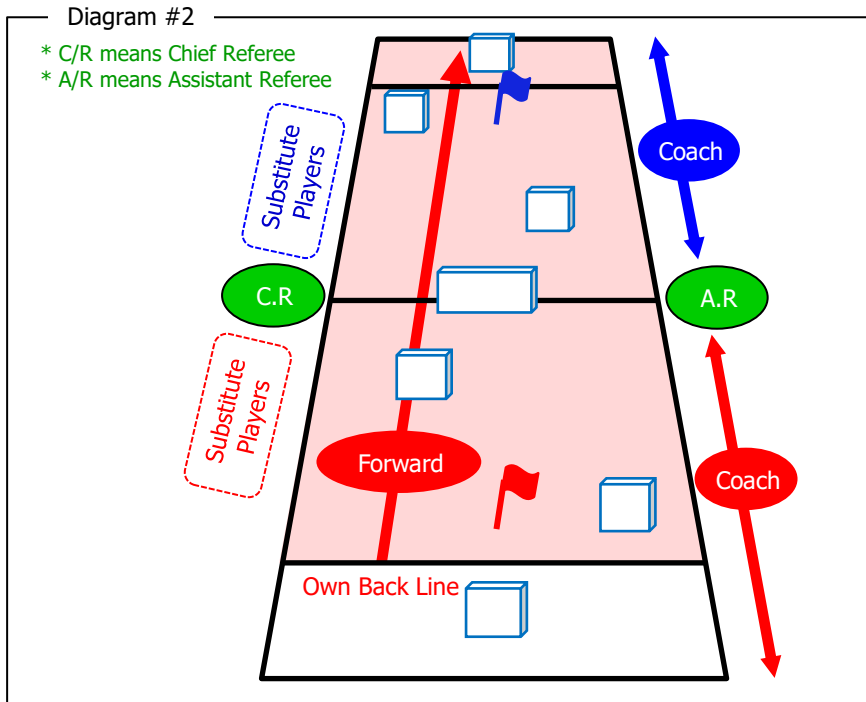 Diagram #2
* C/R means Chief Referee
* A/R means Assistant Referee
Substitute
Players
Coach
C.R
A.R
Substitute
Players
Forward
Coach
Own Back Line